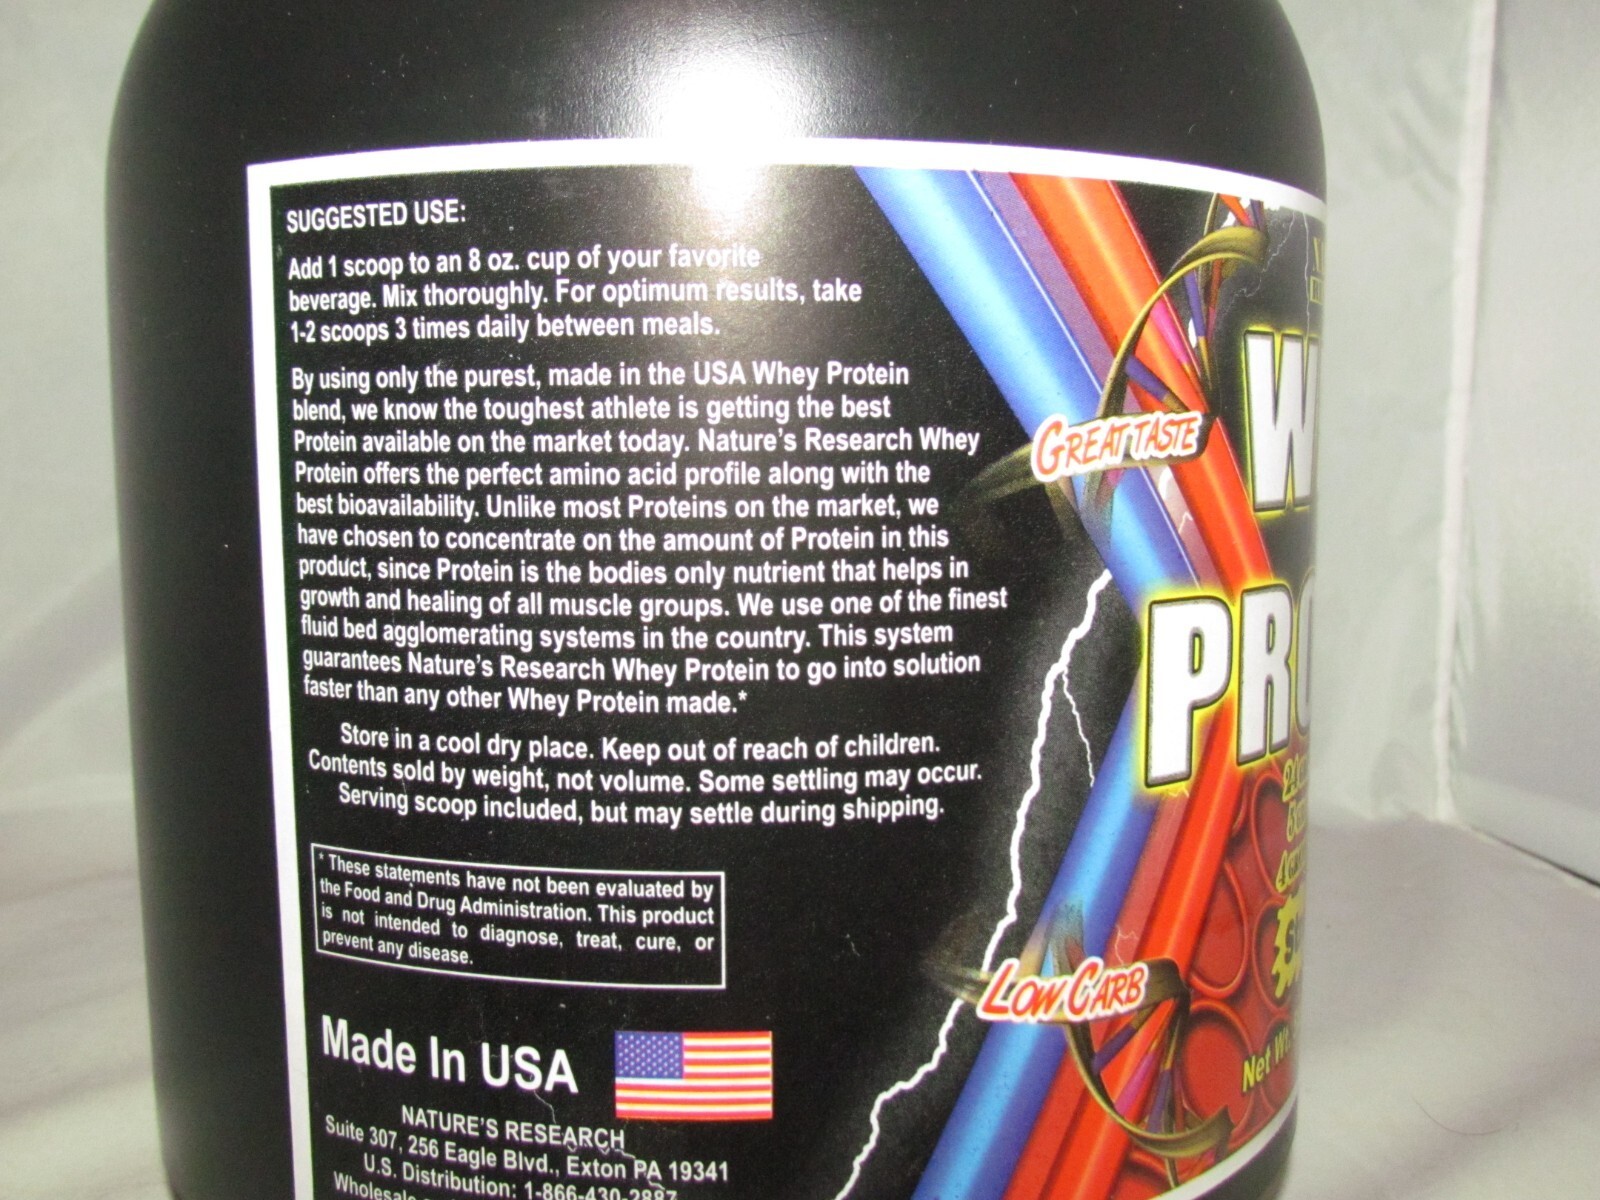 SUGGESTED USE:
Add 1 scoop to an 8 oz. cup of your favorite
beverage. Mix thoroughly. For optimum results, take
1-2 scoops 3 times daily between meals.
By using only the purest, made in the USA Whey Protein
blend, we know the toughest athlete is getting the best
Protein available on the market today. Nature's Research Whey
Protein offers the perfect amino acid profile along with the
best bioavailability. Unlike most Proteins on the market, we
have chosen to concentrate on the amount of Protein in this
product, since Protein is the bodies only nutrient that helps in
growth and healing of all muscle groups. We use one of the finest
fluid bed agglomerating systems in the country. This system
guarantees Nature's Research Whey Protein to go into solution
faster than any other Whey Protein made.*
Store in a cool dry place. Keep out of reach of children.
Contents sold by weight, not volume. Some settling may occur.
Serving scoop included, but may settle during shipping.
* These statements have not been evaluated by
the Food and Drug Administration. This product
is not intended to diagnose, treat, cure, or
prevent any disease.
Made In USA
NATURE'S RESEARCH
Suite 307, 256 Eagle Blvd., Exton PA 19341
U.S. Distribution: 1-866-430-2887
Wholesale
GREAT TASTE
W
PRO
LOW CARB
24
4
Net Wt.